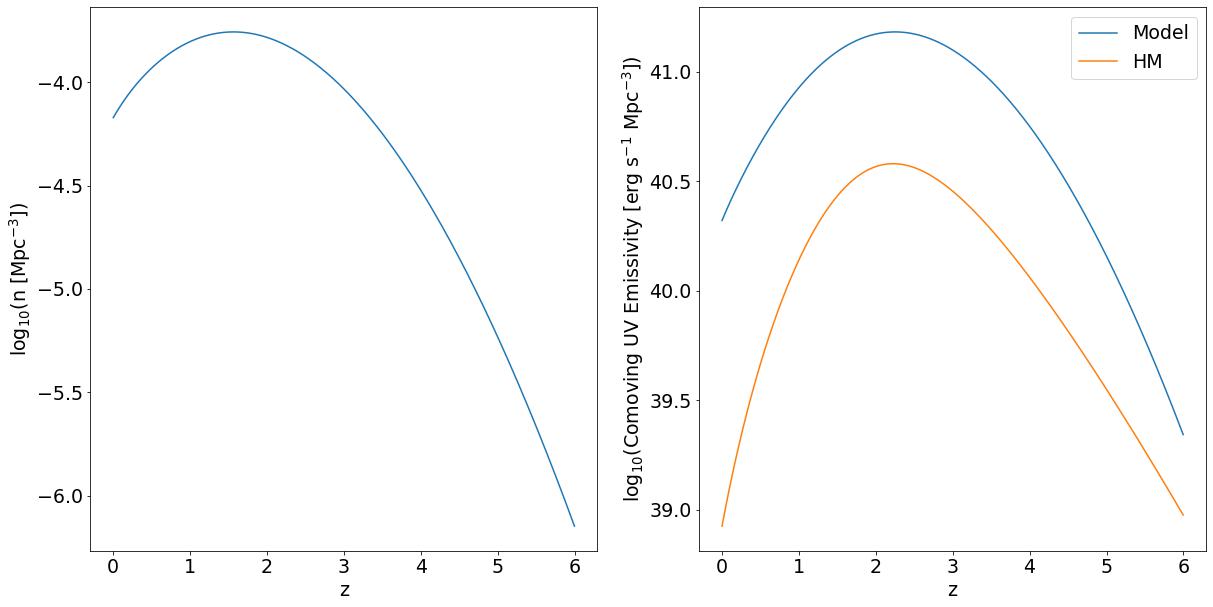 log₁₀(n [Mpc⁻³])
−4.0
−4.5
−5.0
−5.5
−6.0
0 1 2 3 4 5 6
z
log₁₀(Comoving UV Emissivity [erg s⁻¹ Mpc⁻³])
41.0
40.5
40.0
39.5
39.0
0 1 2 3 4 5 6
z
Model
HM